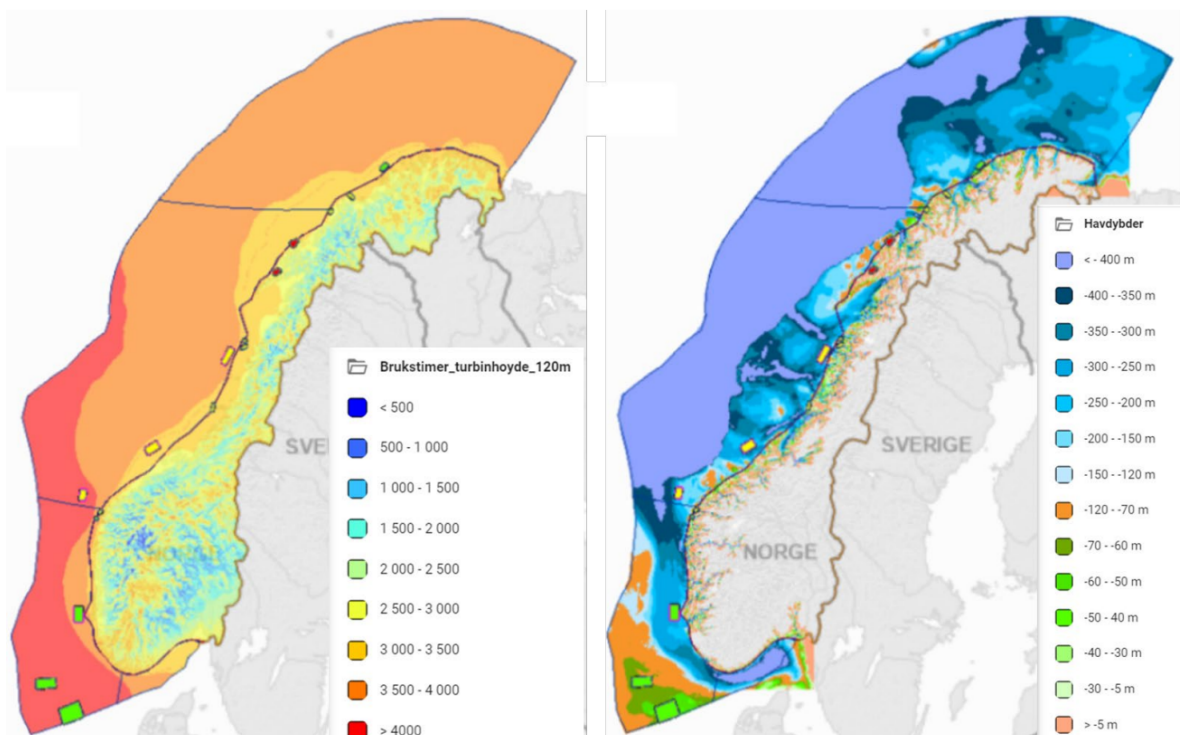 Brukstimer_turbinhoyde_120m
< 500
500 - 1 000
1 000 - 1 500
1 500 - 2 000
2 000 - 2 500
2 500 - 3 000
3 000 - 3 500
3 500 - 4 000
> 4000
SVE
NORGE
Havdybder
< - 400 m
-400 - -350 m
-350 - -300 m
-300 - -250 m
-250 - -200 m
-200 - -150 m
-150 - -120 m
-120 - -70 m
-70 - -60 m
-60 - -50 m
-50 - 40 m
-40 - -30 m
-30 - -5 m
> -5 m
SVERIGE
NORGE